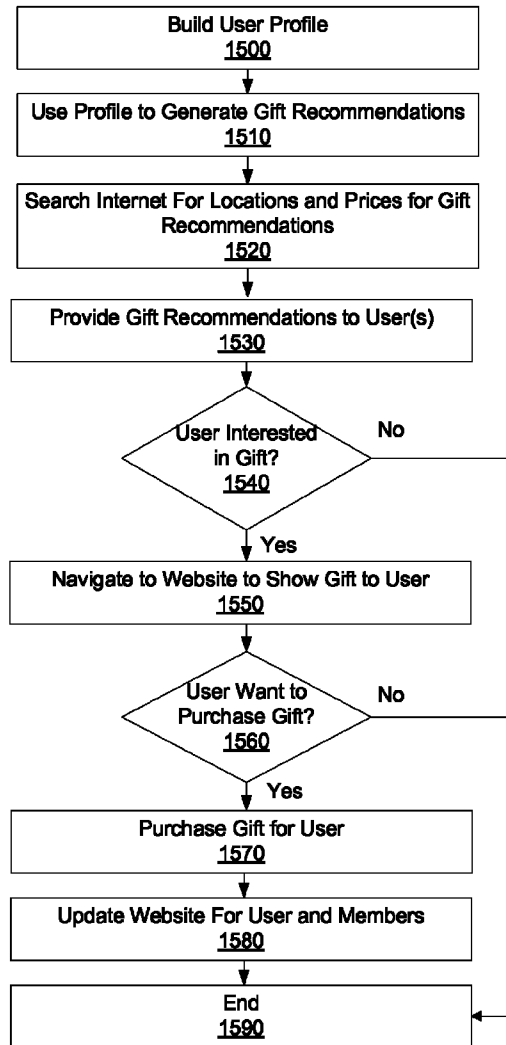 Build User Profile
1500
Use Profile to Generate Gift Recommendations
1510
Search Internet For Locations and Prices for Gift
Recommendations
1520
Provide Gift Recommendations to User(s)
1530
User Interested
in Gift?
1540
No
Yes
Navigate to Website to Show Gift to User
1550
User Want to
Purchase Gift?
1560
No
Yes
Purchase Gift for User
1570
Update Website For User and Members
1580
End
1590